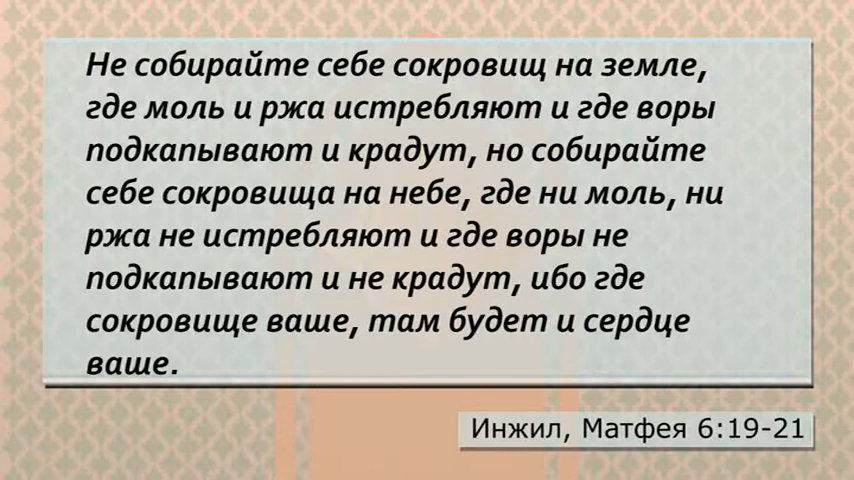 Не собирайте себе сокровищ на земле,
где моль и ржа истребляют и где воры
подкапывают и крадут, но собирайте
себе сокровища на небе, где ни моль, ни
ржа не истребляют и где воры не
подкапывают и не крадут, ибо где
сокровище ваше, там будет и сердце
ваше.
Инжил, Матфея 6:19-21